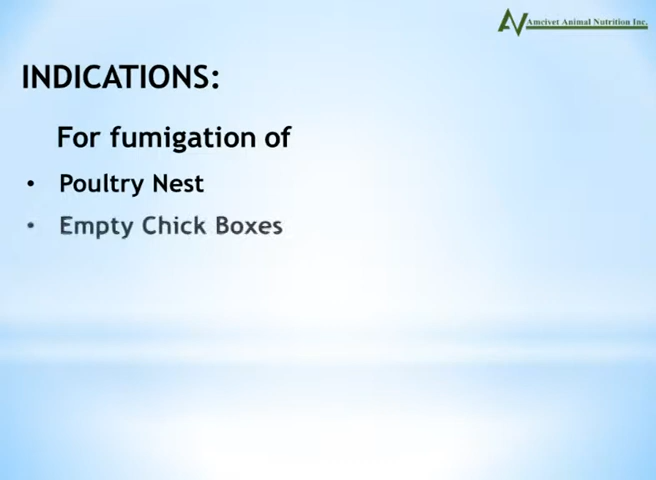 Amcivet Animal Nutrition Inc.
INDICATIONS:
For fumigation of
• Poultry Nest
• Empty Chick Boxes